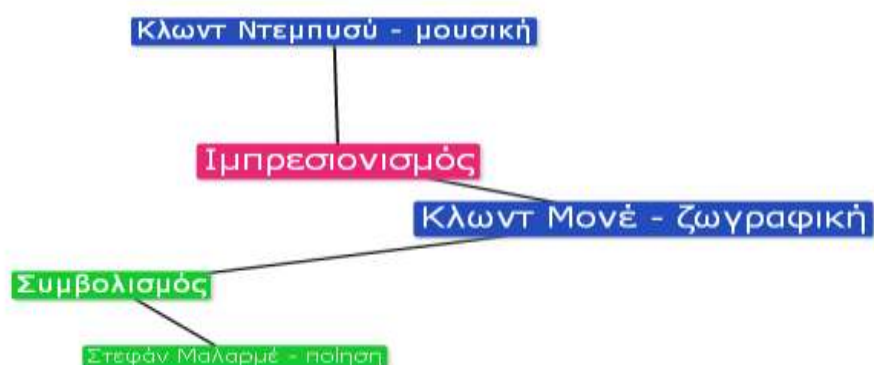 Κλωντ Ντεμπυσύ - μουσική
Ιμπρεσιονισμός
Κλωντ Μονέ - ζωγραφική
Συμβολισμός
Στεφάν Μαλαρμέ - ποίηση